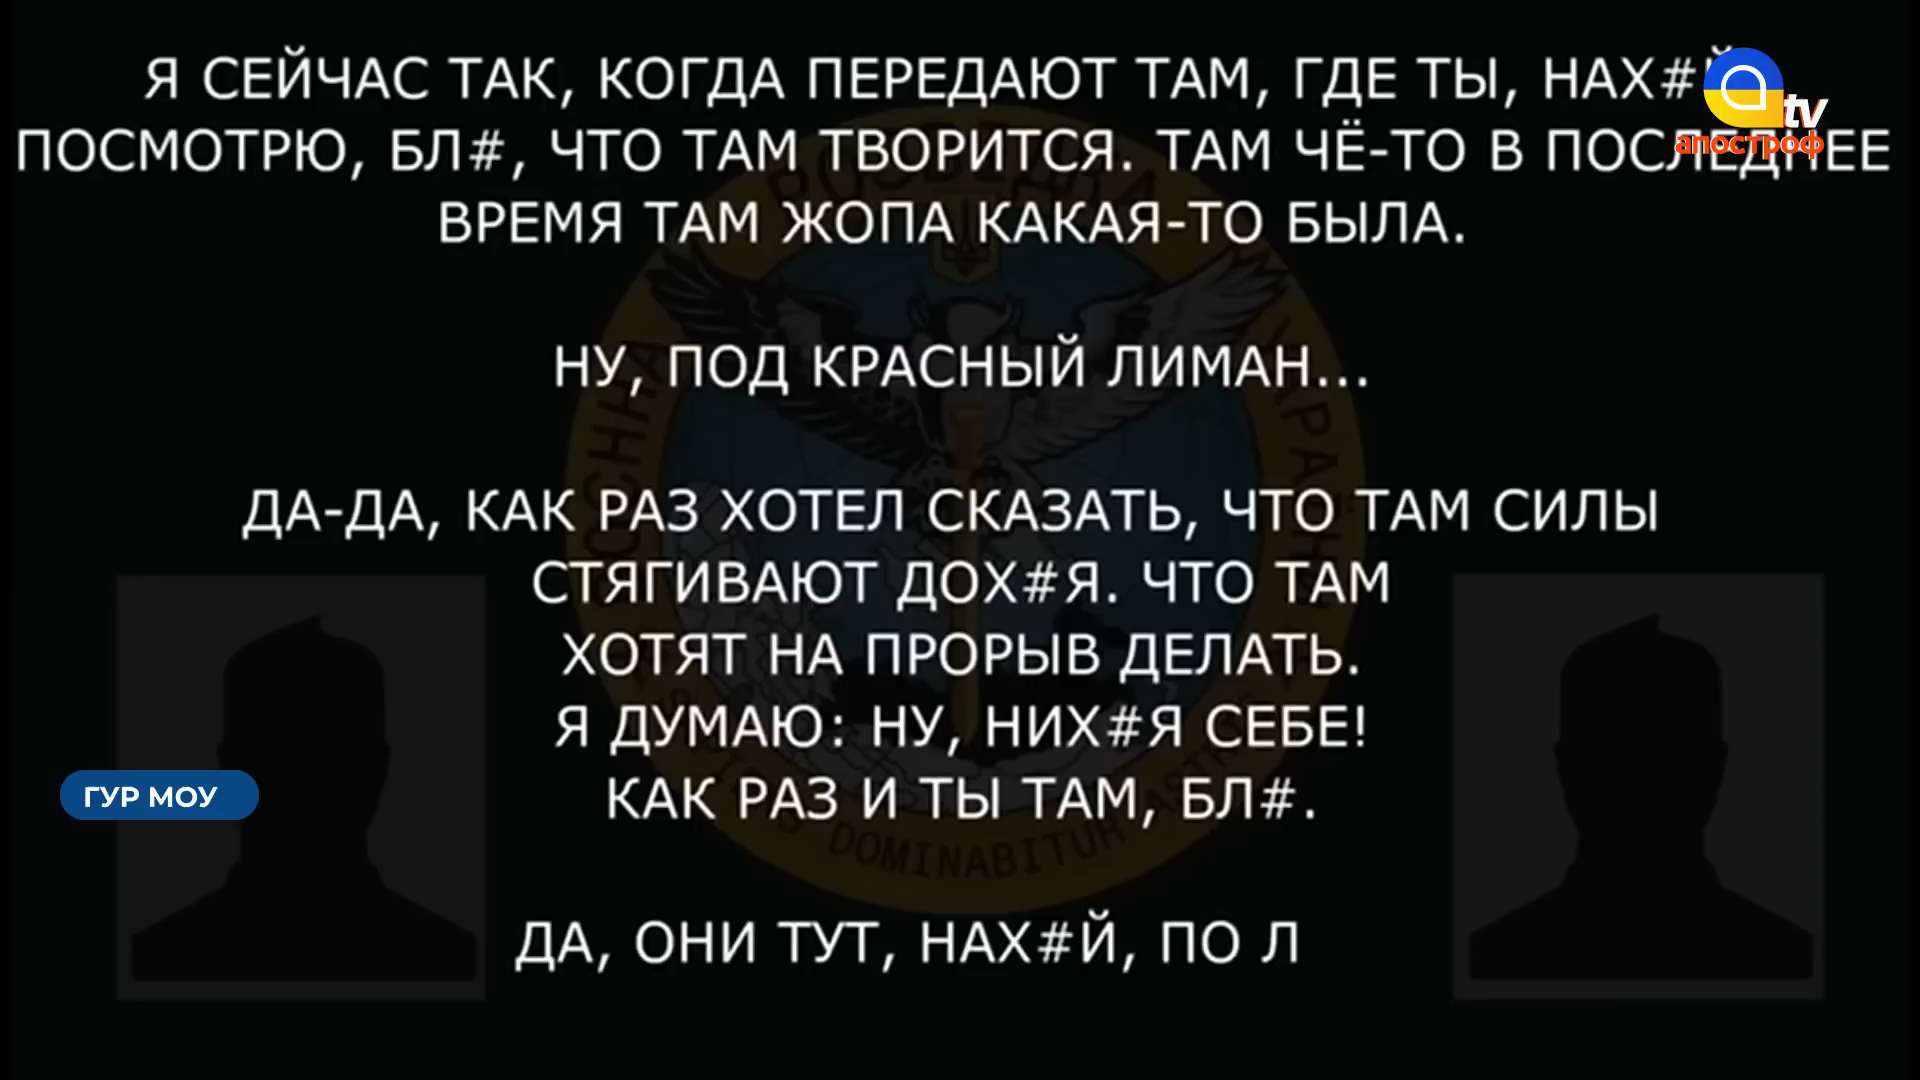 Я СЕЙЧАС ТАК, КОГДА ПЕРЕДАЮТ ТАМ, ГДЕ ТЫ, НАХ#Й
ПОСМОТРЮ, БЛ#, ЧТО ТАМ ТВОРИТСЯ. ТАМ ЧЁ-ТО В ПОСЛЕДНЕЕ
ВРЕМЯ ТАМ ЖОПА КАКАЯ-ТО БЫЛА.
НУ, ПОД КРАСНЫЙ ЛИМАН...
ДА-ДА, КАК РАЗ ХОТЕЛ СКАЗАТЬ, ЧТО ТАМ СИЛЫ
СТЯГИВАЮТ ДОХ#Я. ЧТО ТАМ
ХОТЯТ НА ПРОРЫВ ДЕЛАТЬ.
Я ДУМАЮ: НУ, НИХ#Я СЕБЕ!
КАК РАЗ И ТЫ ТАМ, БЛ#.
ДА, ОНИ ТУТ, НАХ#Й, ПО Л
ГУР МОУ
tv
апостроф
DOMINABITUR